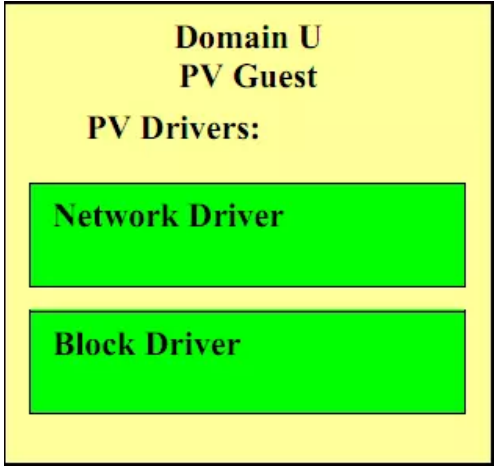 Domain U
PV Guest
PV Drivers:
Network Driver
Block Driver